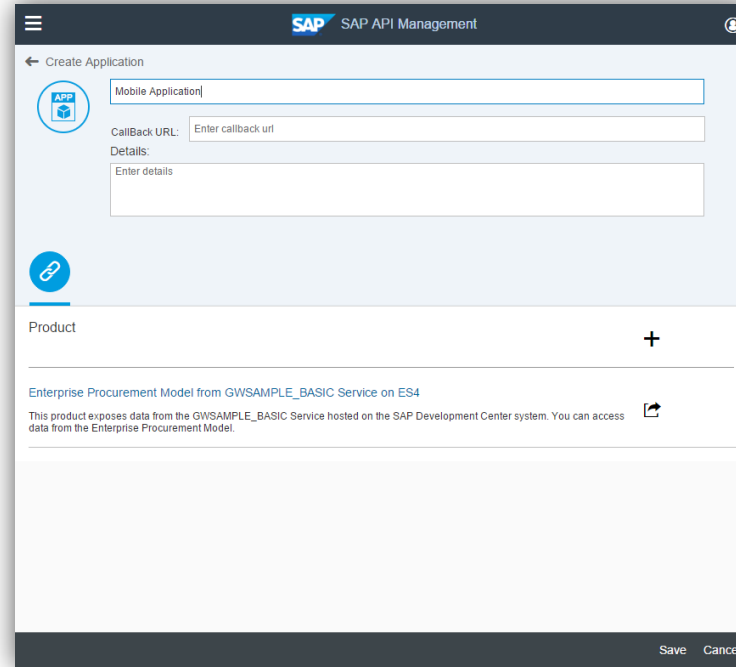 SAP SAP API Management
Create Application
APP
Mobile Application
CallBack URL: Enter callback url
Details:
Enter details
Product
Enterprise Procurement Model from GWSAMPLE_BASIC Service on ES4
This product exposes data from the GWSAMPLE_BASIC Service hosted on the SAP Development Center system. You can access
data from the Enterprise Procurement Model.
Save Cance